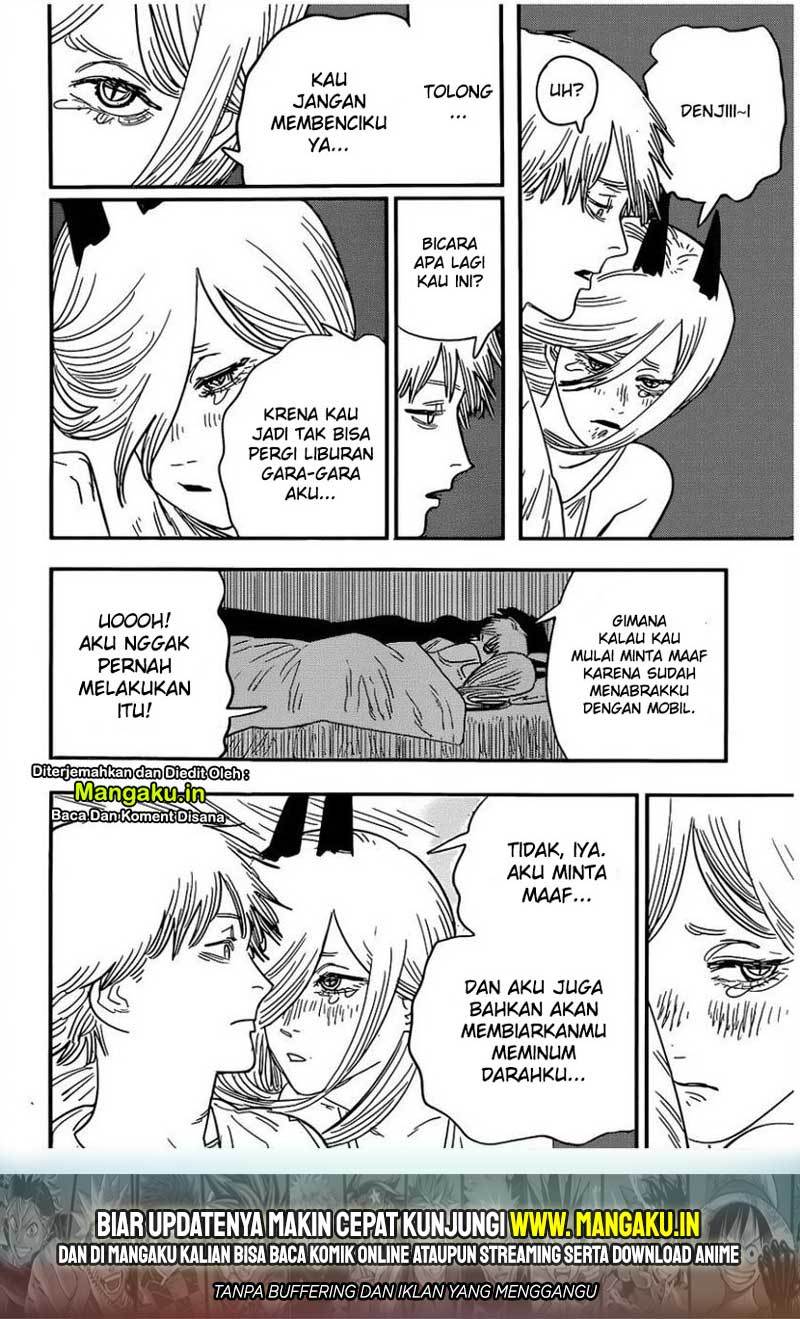 DENJIII~I
UH?
TOLONG
...
KAU
JANGAN
MEMBENCIKU
YA...
BICARA
APA LAGI
KAU INI?
KRENA KAU
JADI TAK BISA
PERGI LIBURAN
GARA-GARA
AKU...
GIMANA
KALAU KAU
MULAI MINTA MAAF
KARENA SUDAH
MENABRAKKU
DENGAN MOBIL.
UOOOH!
AKU NGGAK
PERNAH
MELAKUKAN
ITU!
Diterjemahkan dan Diedit Oleh :
Mangaku.in
Baca Dan Koment Disana
TIDAK, IYA.
AKU MINTA
MAAF...
DAN AKU JUGA
BAHKAN AKAN
MEMBIARKANMU
MEMINUM
DARAHKU...
BIAR UPDATENYA MAKIN CEPAT KUNJUNGI WWW. MANGAKU.IN
DAN DI MANGAKU KALIAN BISA BACA KOMIK ONLINE ATAUPUN STREAMING SERTA DOWNLOAD ANIME
TANPA BUFFERING DAN IKLAN YANG MENGGANGU